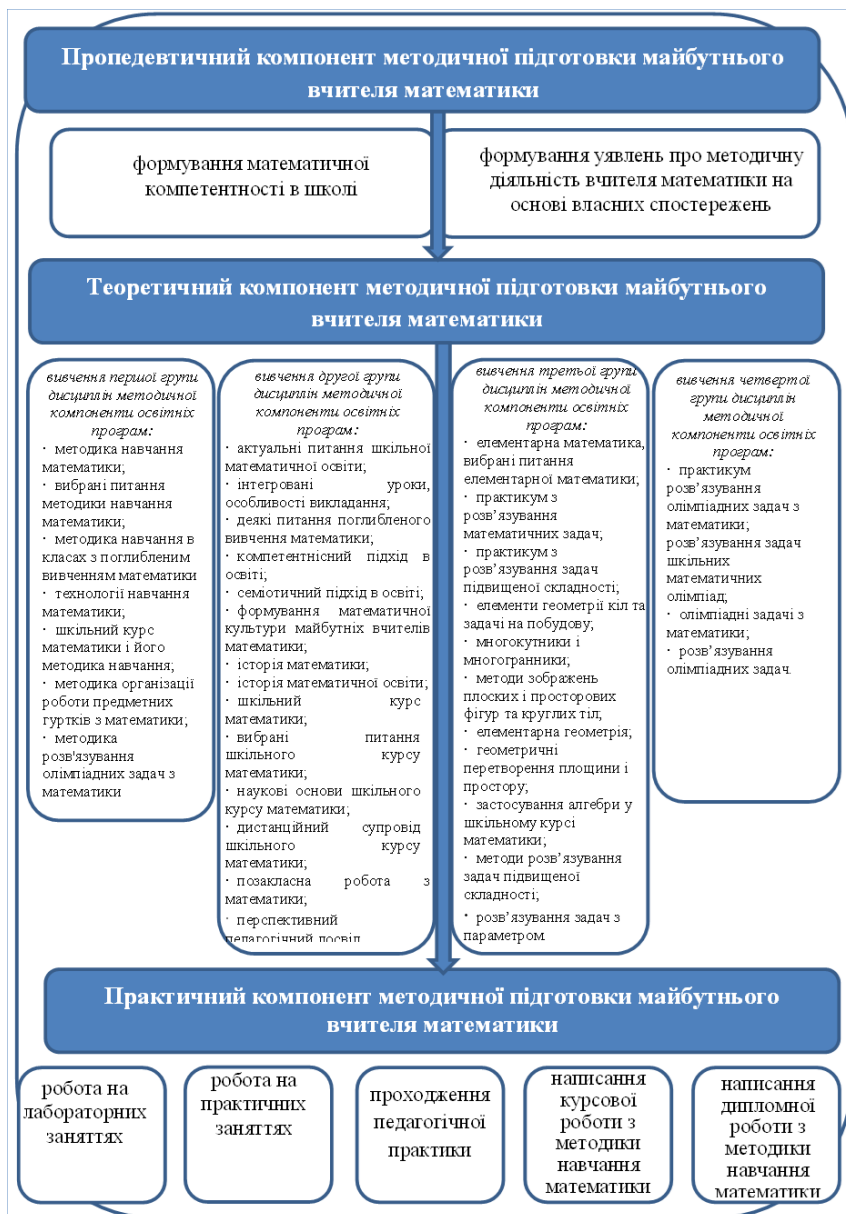 Пропедевтичний компонент методичної підготовки майбутнього
вчителя математики
формування математичної
компетентності в школі
формування уявлень про методичну
діяльність вчителя математики на
основі власних спостережень
Теоретичний компонент методичної підготовки майбутнього
вчителя математики
вивчення першої групи
дисциплін методичної
компоненти освітніх
програм:
· методика навчання
математики;
· вибрані питання
методики навчання
математики;
· методика навчання в
класах з поглибленим
вивченням математики
· технології навчання
математики;
· шкільний курс
математики і його
методика навчання;
· методика організації
роботи предметних
гуртків з математики;
· методика
розв'язування
олімпіадних задач з
математики
вивчення другої групи
дисциплін методичної
компоненти освітніх
програм:
· актуальні питання шкільної
математичної освіти;
· інтегровані уроки,
особливості викладання;
· деякі питання поглибленого
вивчення математики;
· компетентнісний підхід в
освіті;
· семіотичний підхід в освіті;
· формування математичної
культури майбутніх вчителів
математики;
· історія математики;
· історія математичної освіти;
· шкільний курс
математики;
· вибрані питання
шкільного курсу
математики;
· наукові основи шкільного
курсу математики;
· дистанційний супровід
шкільного курсу
математики;
· позакласна робота з
математики;
· перспективний
педагогічний досвід
вивчення третьої групи
дисциплін методичної
компоненти освітніх
програм:
· елементарна математика,
вибрані питання
елементарної математики;
· практикум з
розв’язування
математичних задач;
· практикум з
розв’язування задач
підвищеної складності;
· елементи геометрії кіл та
задачі на побудову;
· многокутники і
многогранники;
· методи зображень
плоских і просторових
фігур та круглих тіл;
· елементарна геометрія;
· геометричні
перетворення площини і
простору;
· застосування алгебри у
шкільному курсі
математики;
· методи розв’язування
задач підвищеної
складності;
· розв’язування задач з
параметром.
вивчення четвертої
групи дисциплін
методичної
компоненти освітніх
програм:
· практикум
розв’язування
олімпіадних задач з
математики;
розв’язування задач
шкільних
математичних
олімпіад;
· олімпіадні задачі з
математики;
· розв’язування
олімпіадних задач.
Практичний компонент методичної підготовки майбутнього
вчителя математики
робота на
лабораторних
заняттях
робота на
практичних
заняттях
проходження
педагогічної
практики
написання
курсової
роботи з
методики
навчання
математики
написання
дипломної
роботи з
методики
навчання
математики